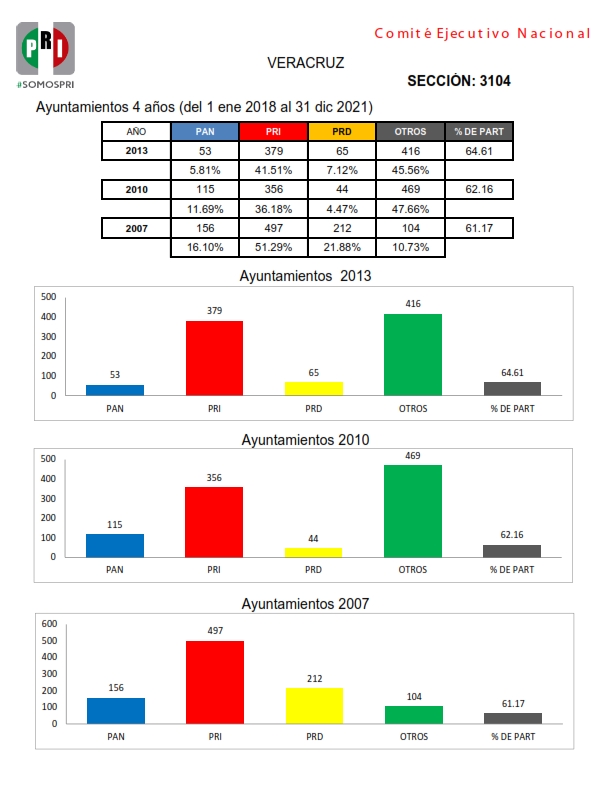 Comité Ejecutivo Nacional
PRI
#SOMOSPRI
VERACRUZ
SECCIÓN: 3104
Ayuntamientos 4 años (del 1 ene 2018 al 31 dic 2021)
AÑO PAN PRI PRD OTROS % DE PART
2013 53 379 65 416 64.61
5.81% 41.51% 7.12% 45.56%
2010 115 356 44 469 62.16
11.69% 36.18% 4.47% 47.66%
2007 156 497 212 104 61.17
16.10% 51.29% 21.88% 10.73%
Ayuntamientos 2013
500
400
300
200
100
0
53 379 65 416 64.61
PAN PRI PRD OTROS % DE PART
Ayuntamientos 2010
500
400
300
200
100
0
115 356 44 469 62.16
PAN PRI PRD OTROS % DE PART
Ayuntamientos 2007
600
500
400
300
200
100
0
156 497 212 104 61.17
PAN PRI PRD OTROS % DE PART